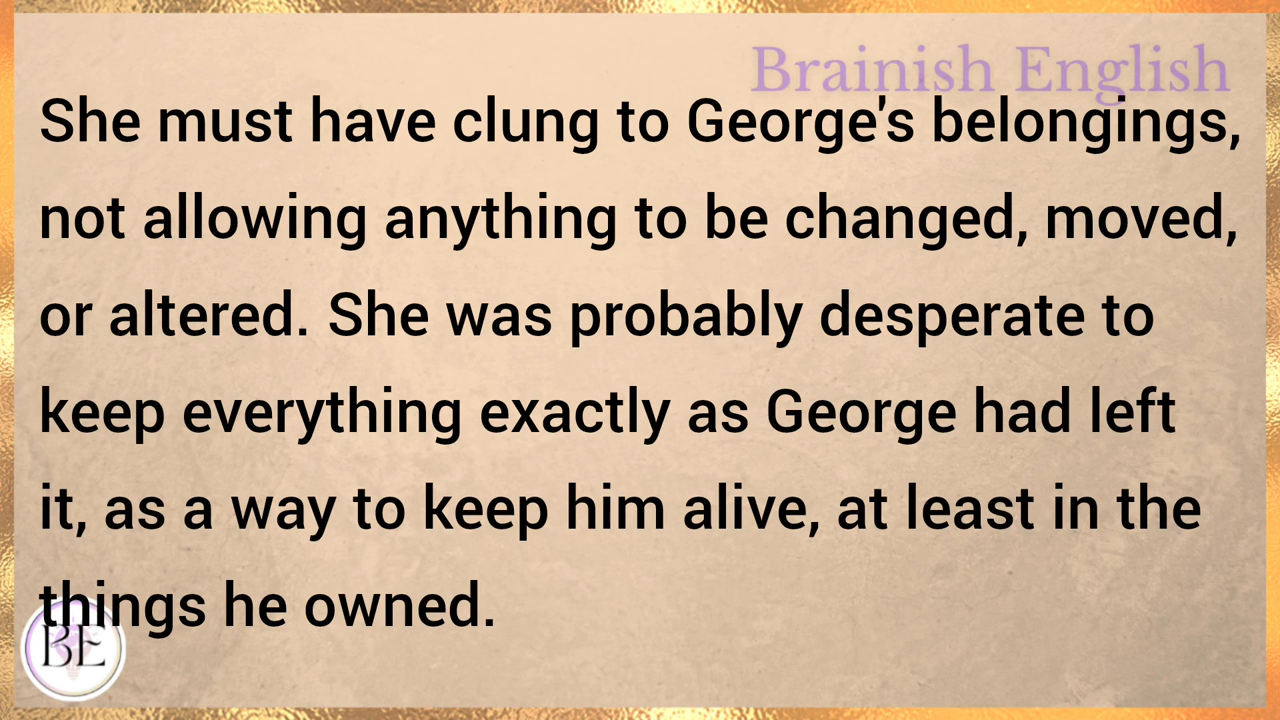 Brainish English
She must have clung to George's belongings,
not allowing anything to be changed, moved,
or altered. She was probably desperate to
keep everything exactly as George had left
it, as a way to keep him alive, at least in the
things he owned.
BE